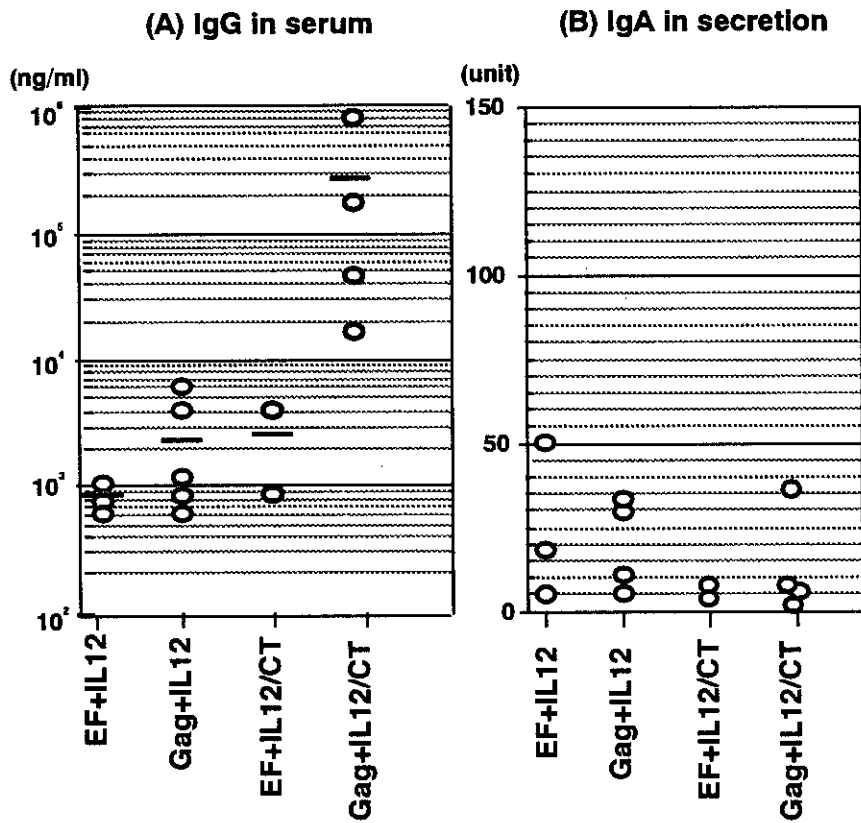 (A) IgG in serum
(B) IgA in secretion
(ng/ml)
(unit)
10⁶
10⁵
10⁴
10³
10²
150
100
50
0
EF+IL12
Gag+IL12
EF+IL12/CT
Gag+IL12/CT
EF+IL12
Gag+IL12
EF+IL12/CT
Gag+IL12/CT